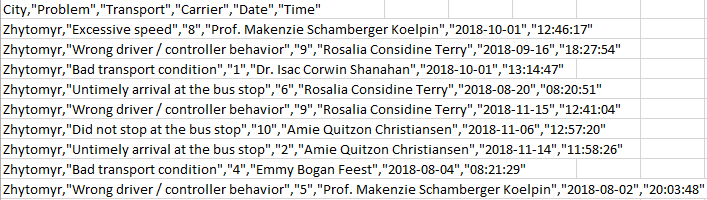 City,"Problem","Transport","Carrier","Date","Time"
Zhytomyr,"Excessive speed","8","Prof. Makenzie Schamberger Koelpin","2018-10-01","12:46:17"
Zhytomyr,"Wrong driver / controller behavior","9","Rosalia Considine Terry","2018-09-16","18:27:54"
Zhytomyr,"Bad transport condition","1","Dr. Isac Corwin Shanahan","2018-10-01","13:14:47"
Zhytomyr,"Untimely arrival at the bus stop","6","Rosalia Considine Terry","2018-08-20","08:20:51"
Zhytomyr,"Wrong driver / controller behavior","9","Rosalia Considine Terry","2018-11-15","12:41:04"
Zhytomyr,"Did not stop at the bus stop","10","Amie Quitzon Christiansen","2018-11-06","12:57:20"
Zhytomyr,"Untimely arrival at the bus stop","2","Amie Quitzon Christiansen","2018-11-14","11:58:26"
Zhytomyr,"Bad transport condition","4","Emmy Bogan Feest","2018-08-04","08:21:29"
Zhytomyr,"Wrong driver / controller behavior","5","Prof. Makenzie Schamberger Koelpin","2018-08-02","20:03:48"